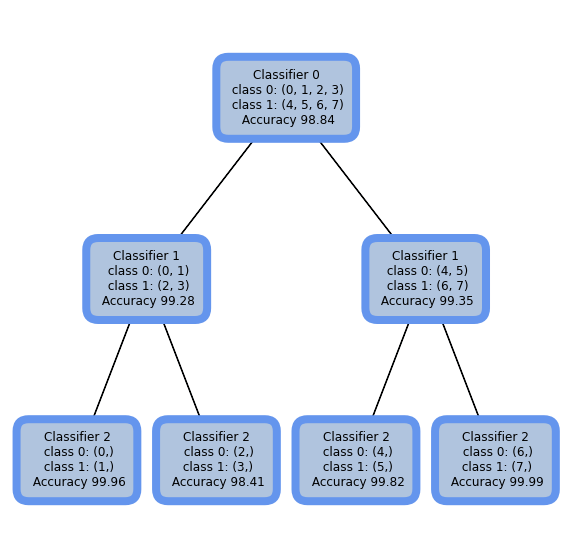 Classifier 0
class 0: (0, 1, 2, 3)
class 1: (4, 5, 6, 7)
Accuracy 98.84
Classifier 1
class 0: (0, 1)
class 1: (2, 3)
Accuracy 99.28
Classifier 1
class 0: (4, 5)
class 1: (6, 7)
Accuracy 99.35
Classifier 2
class 0: (0,)
class 1: (1,)
Accuracy 99.96
Classifier 2
class 0: (2,)
class 1: (3,)
Accuracy 98.41
Classifier 2
class 0: (4,)
class 1: (5,)
Accuracy 99.82
Classifier 2
class 0: (6,)
class 1: (7,)
Accuracy 99.99